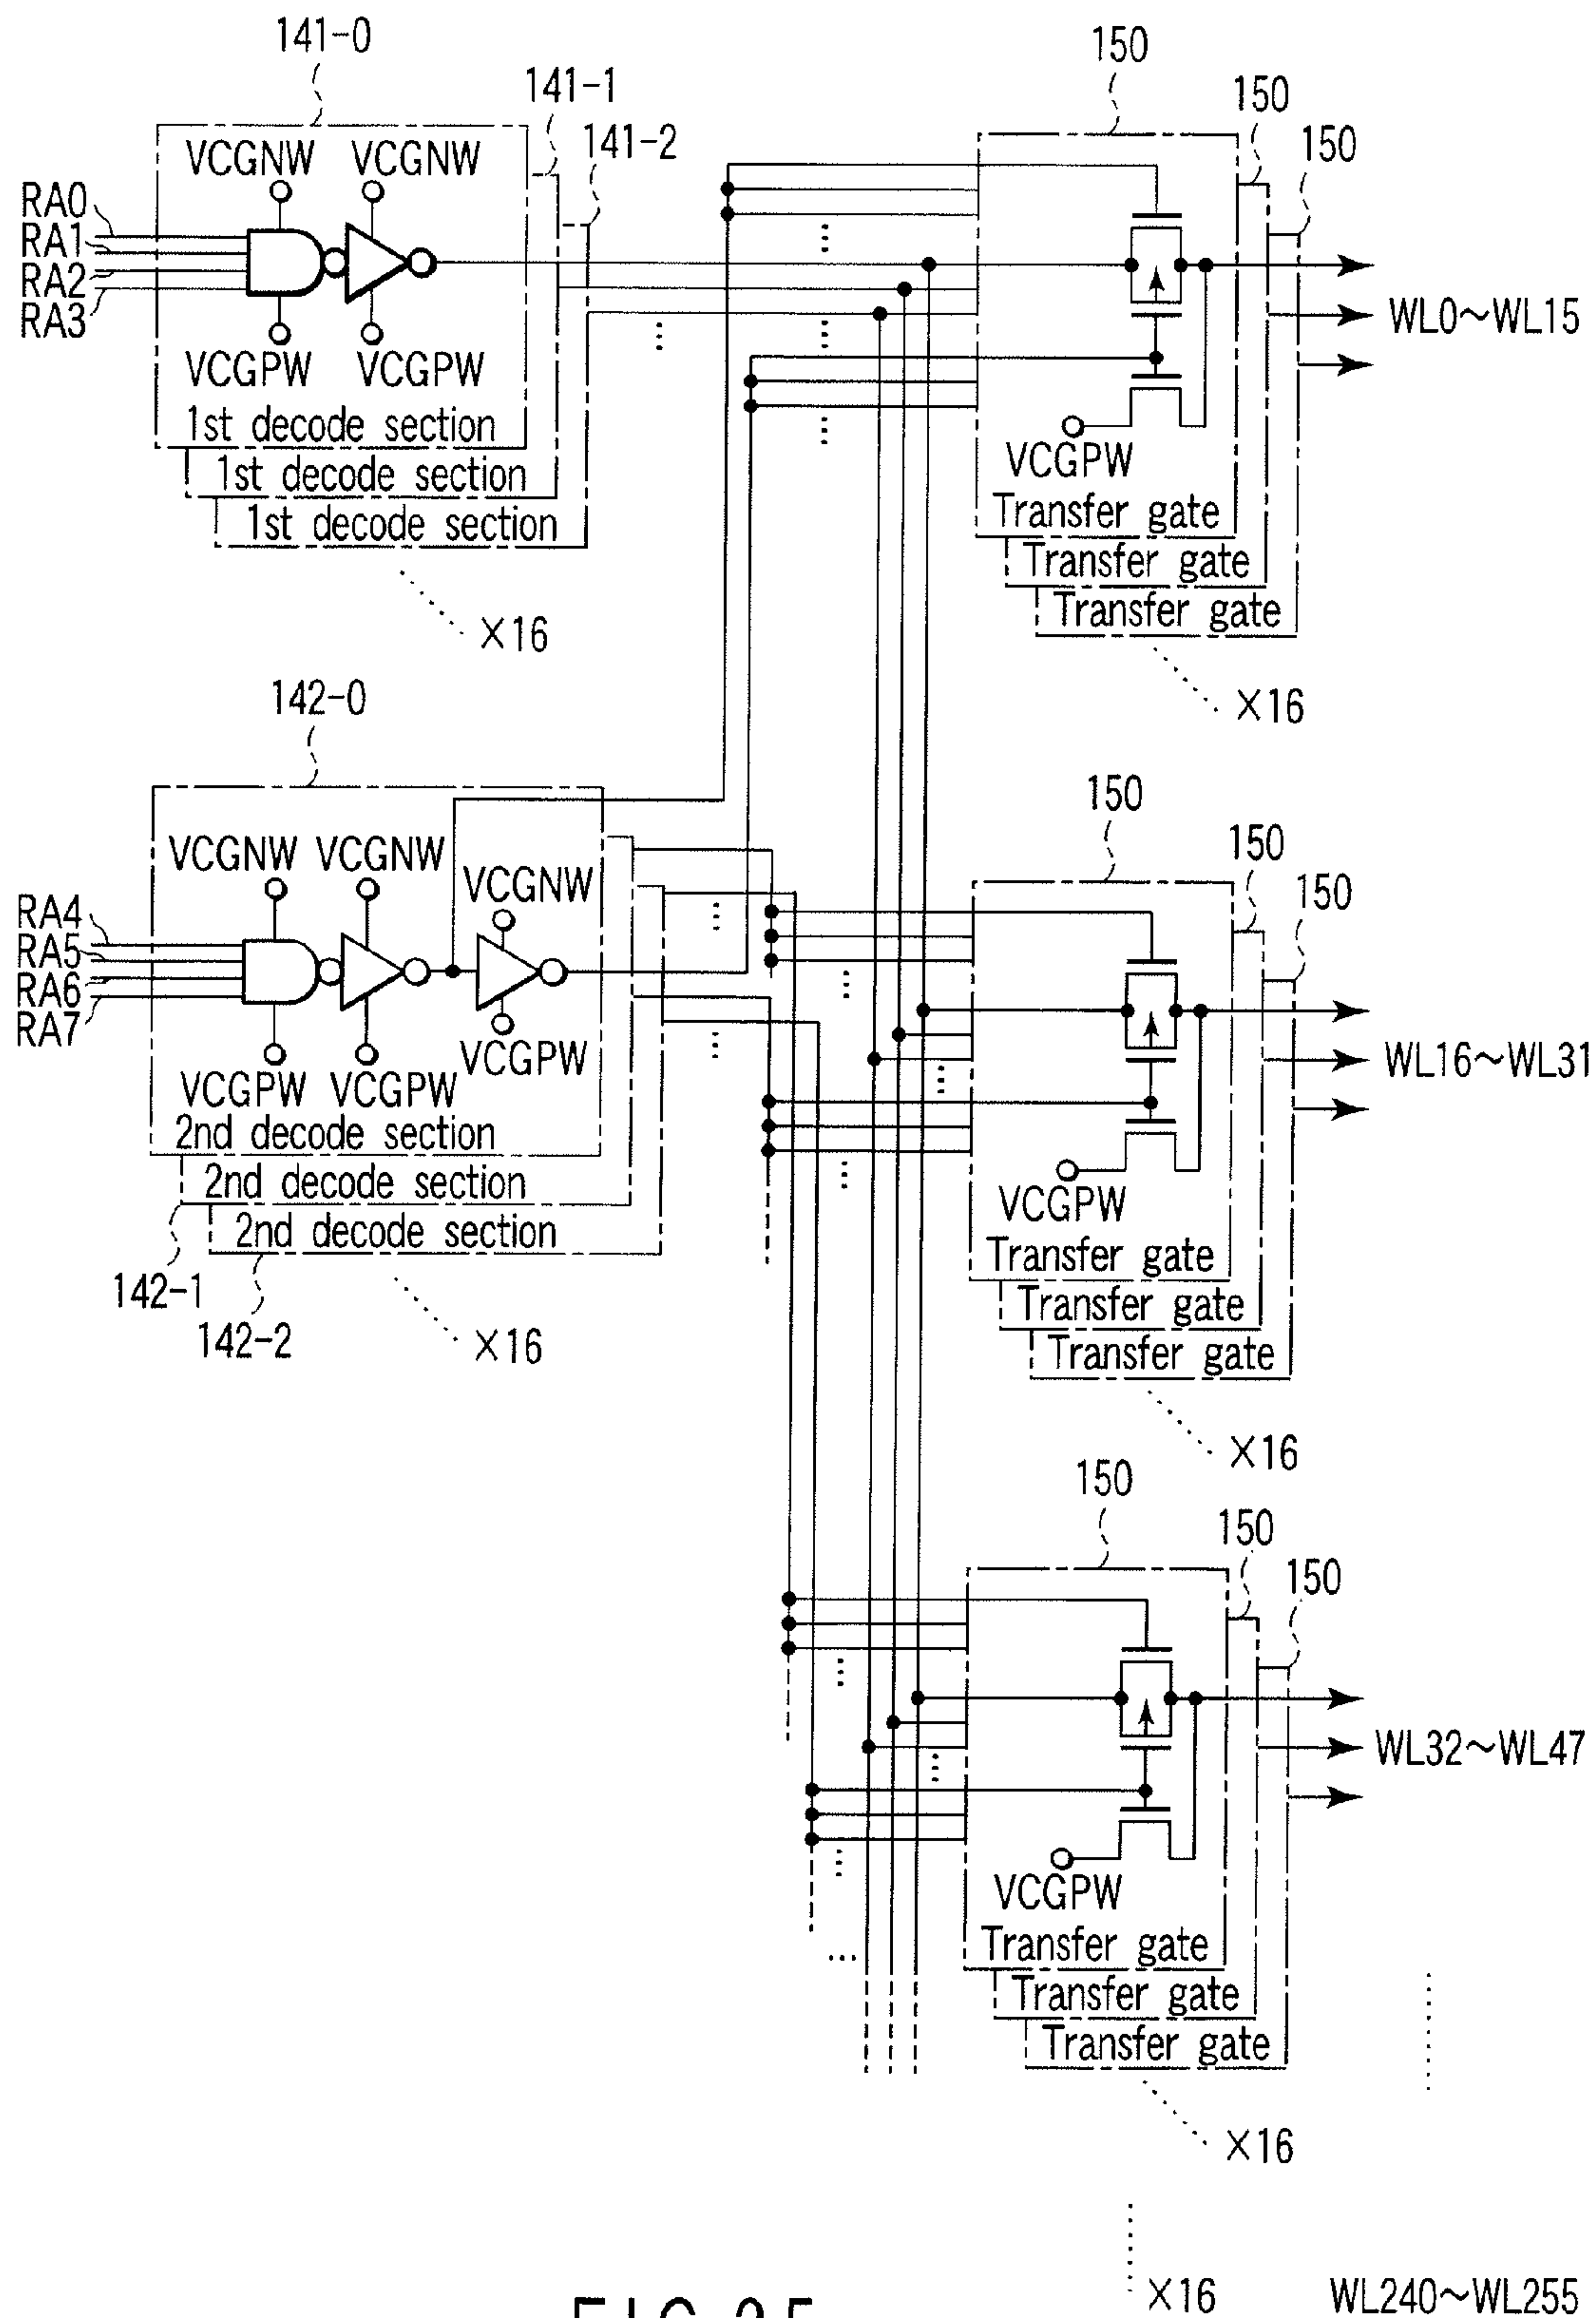 141-0
141-1
141-2
VCGNW VCGNW
RA0
RA1
RA2
RA3
VCGPW VCGPW
1st decode section
1st decode section
1st decode section
X16
150
150
150
WL0~WL15
VCGPW
Transfer gate
Transfer gate
Transfer gate
X16
142-0
VCGNW VCGNW
VCGNW
RA4
RA5
RA6
RA7
VCGPW VCGPW
VCGPW
2nd decode section
2nd decode section
2nd decode section
142-1
142-2
X16
150
150
150
WL16~WL31
VCGPW
Transfer gate
Transfer gate
Transfer gate
X16
150
150
150
WL32~WL47
VCGPW
Transfer gate
Transfer gate
Transfer gate
X16
X16 WL240~WL255